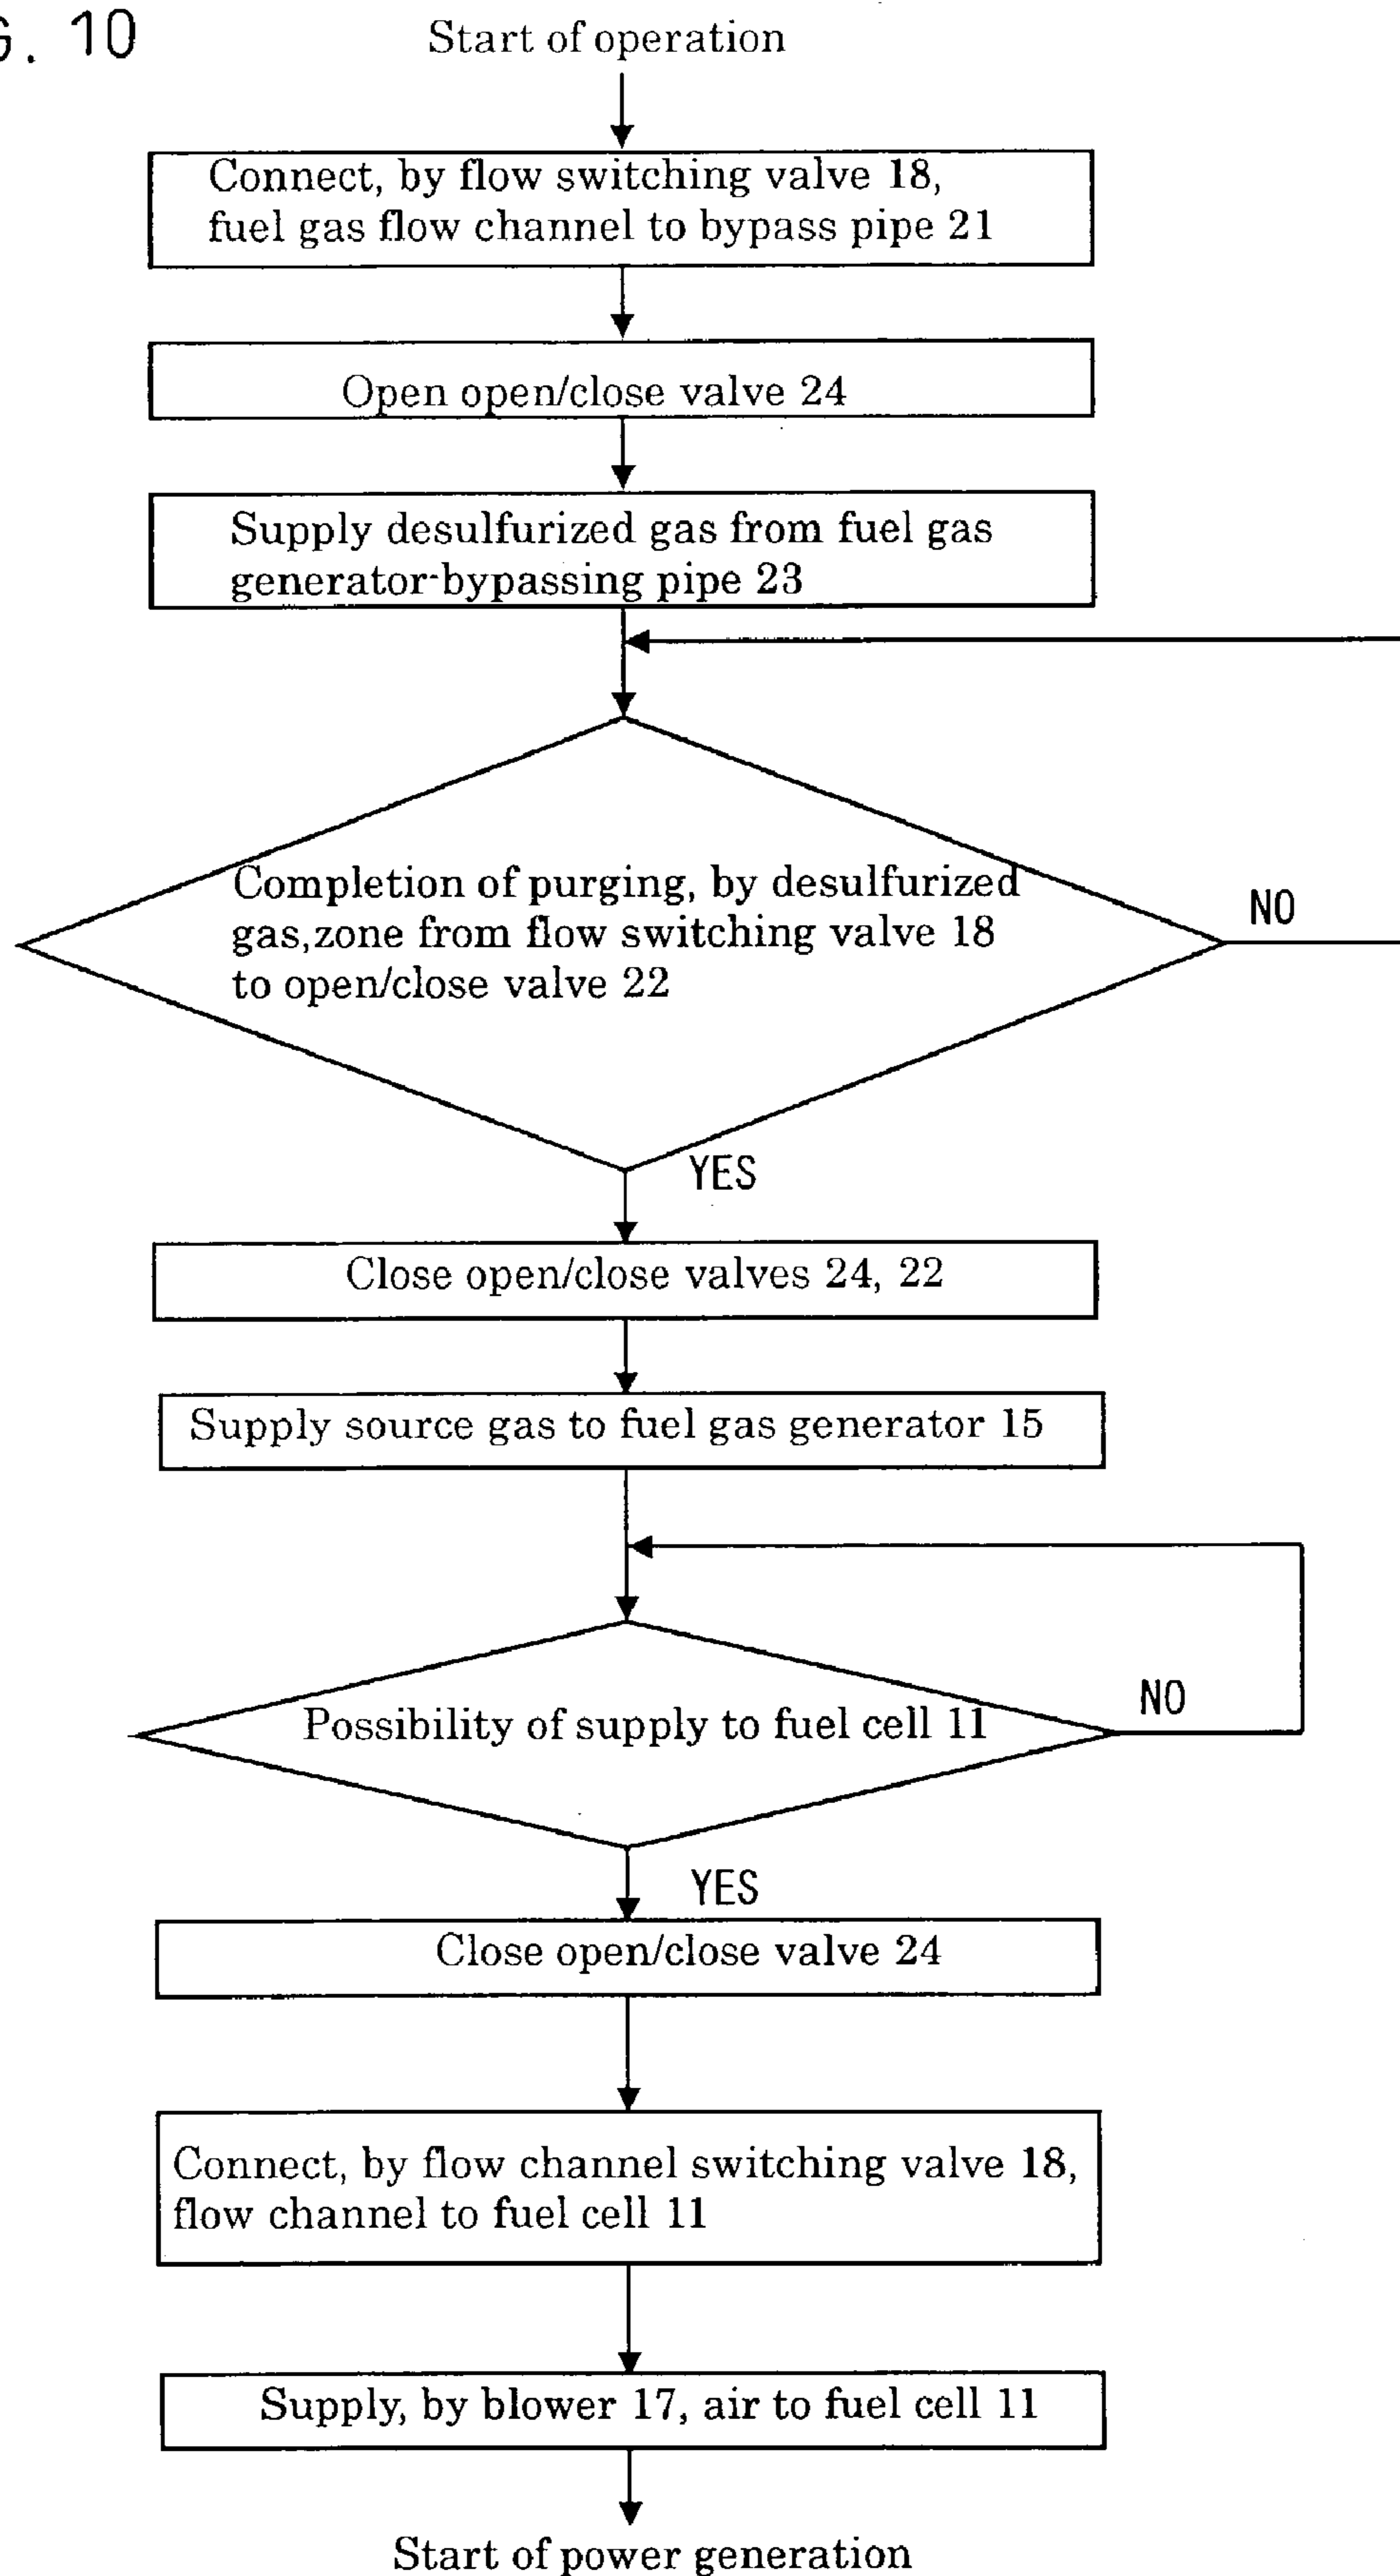 G. 10
Start of operation
Connect, by flow switching valve 18,
fuel gas flow channel to bypass pipe 21
Open open/close valve 24
Supply desulfurized gas from fuel gas
generator-bypassing pipe 23
Completion of purging, by desulfurized
gas,zone from flow switching valve 18
to open/close valve 22
NO
YES
Close open/close valves 24, 22
Supply source gas to fuel gas generator 15
Possibility of supply to fuel cell 11
NO
YES
Close open/close valve 24
Connect, by flow channel switching valve 18,
flow channel to fuel cell 11
Supply, by blower 17, air to fuel cell 11
Start of power generation